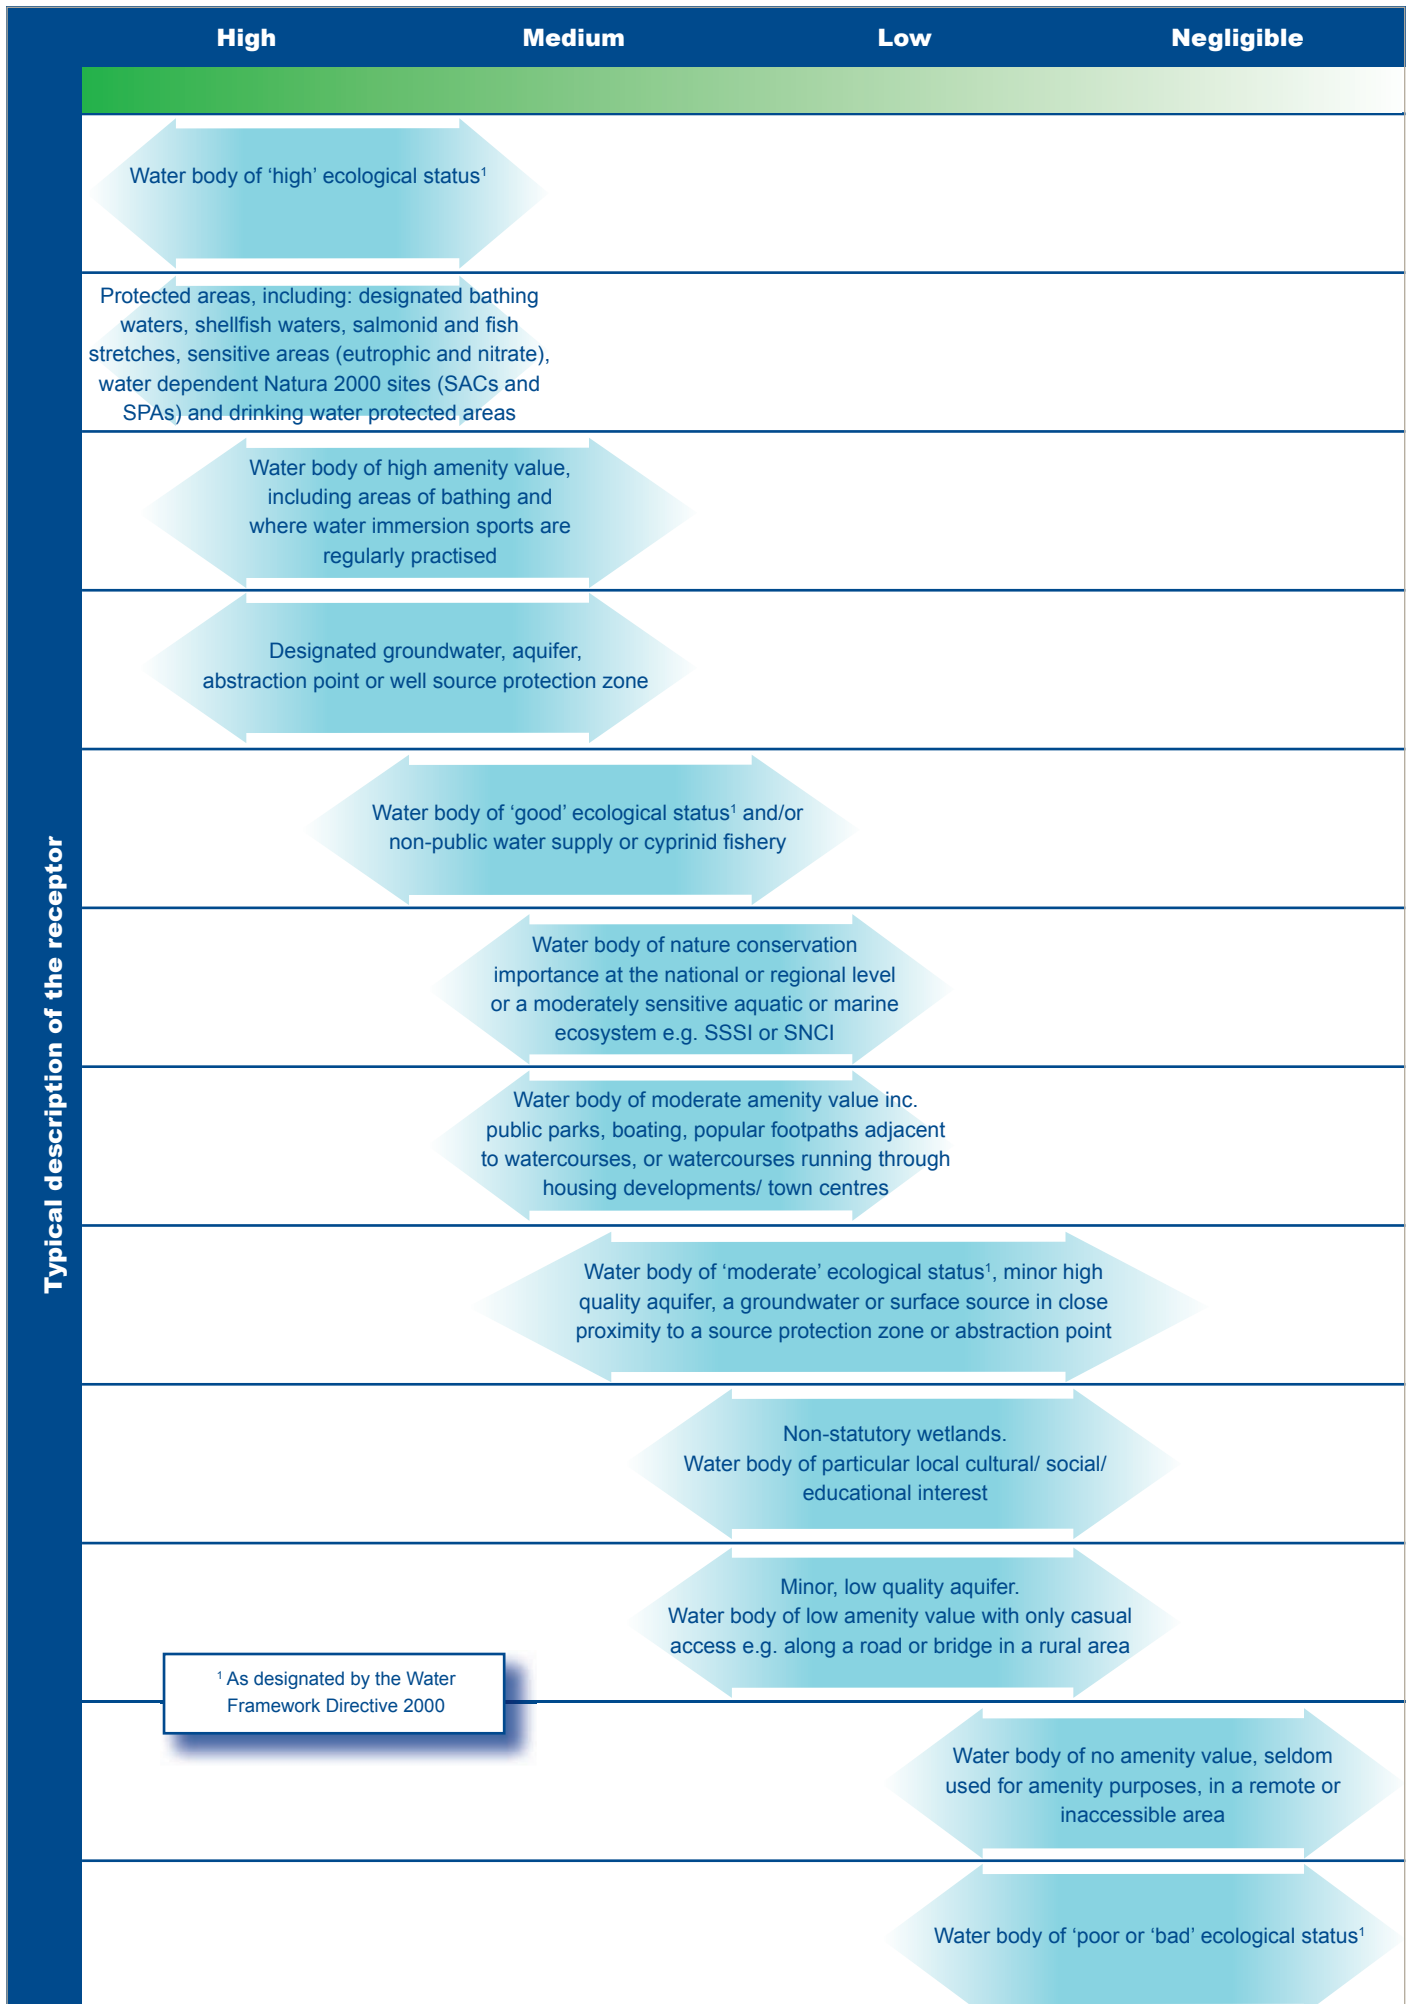 High Medium Low Negligible
Typical description of the receptor
Water body of ‘high’ ecological status¹
Protected areas, including: designated bathing
waters, shellfish waters, salmonid and fish
stretches, sensitive areas (eutrophic and nitrate),
water dependent Natura 2000 sites (SACs and
SPAs) and drinking water protected areas
Water body of high amenity value,
including areas of bathing and
where water immersion sports are
regularly practised
Designated groundwater, aquifer,
abstraction point or well source protection zone
Water body of ‘good’ ecological status¹ and/or
non-public water supply or cyprinid fishery
Water body of nature conservation
importance at the national or regional level
or a moderately sensitive aquatic or marine
ecosystem e.g. SSSI or SNCI
Water body of moderate amenity value inc.
public parks, boating, popular footpaths adjacent
to watercourses, or watercourses running through
housing developments/ town centres
Water body of ‘moderate’ ecological status¹, minor high
quality aquifer, a groundwater or surface source in close
proximity to a source protection zone or abstraction point
Non-statutory wetlands.
Water body of particular local cultural/ social/
educational interest
Minor, low quality aquifer.
Water body of low amenity value with only casual
access e.g. along a road or bridge in a rural area
¹ As designated by the Water
Framework Directive 2000
Water body of no amenity value, seldom
used for amenity purposes, in a remote or
inaccessible area
Water body of ‘poor or ‘bad’ ecological status¹